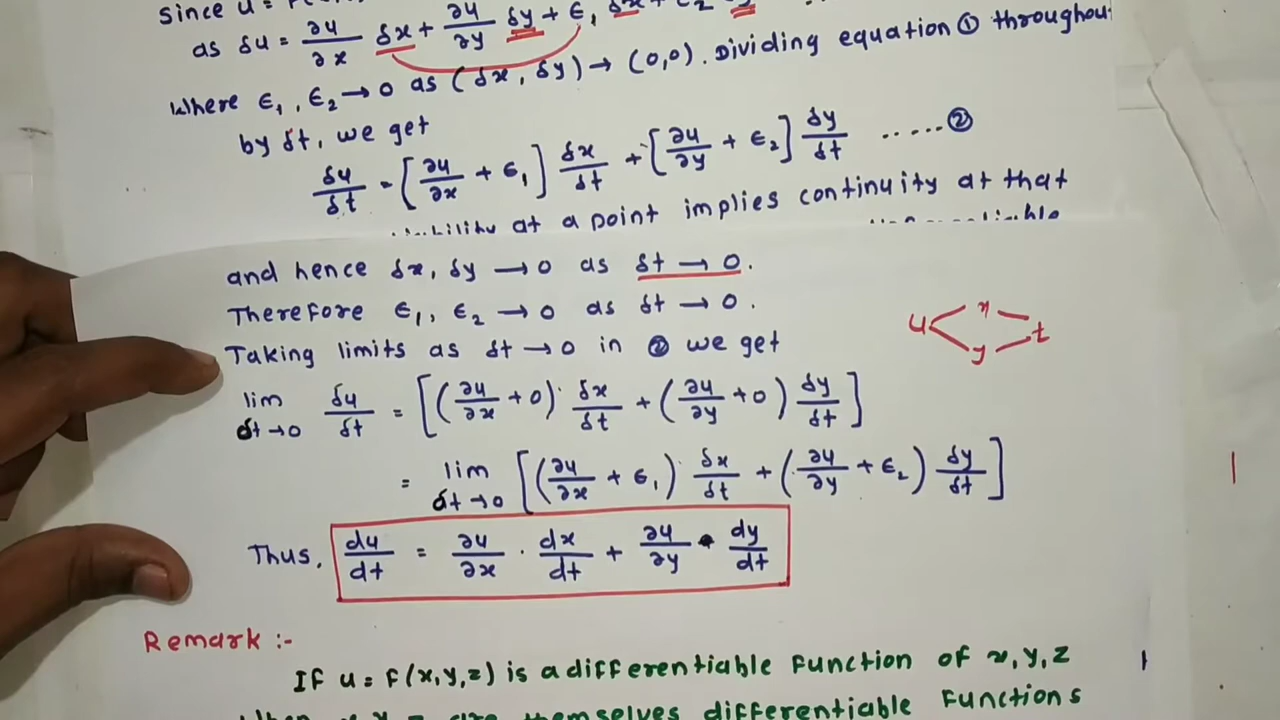 Since u =
as δu = ∂u/∂x δx + ∂u/∂y δy + ϵ₁
Where ϵ₁, ϵ₂ → 0 as (δx, δy) → (0,0). Dividing equation ① throughout
by δt, we get
δu/δt = [∂u/∂x + ϵ₁] δx/δt + [∂u/∂y + ϵ₂] δy/δt ..... ②
at a point implies continuity at that
and hence δx, δy → 0 as δt → 0.
Therefore ϵ₁, ϵ₂ → 0 as δt → 0.
Taking limits as δt → 0 in ② we get
u x y t
lim δt→0 δu/δt = [(∂u/∂x + 0) · δx/δt + (∂u/∂y + 0) δy/δt]
= lim δt→0 [(∂u/∂x + ϵ₁) · δx/δt + (∂u/∂y + ϵ₂) δy/δt]
Thus, du/dt = ∂u/∂x · dx/dt + ∂u/∂y · dy/dt
Remark :-
If u = f(x,y,z) is a differentiable function of x, y, z
are themselves differentiable functions